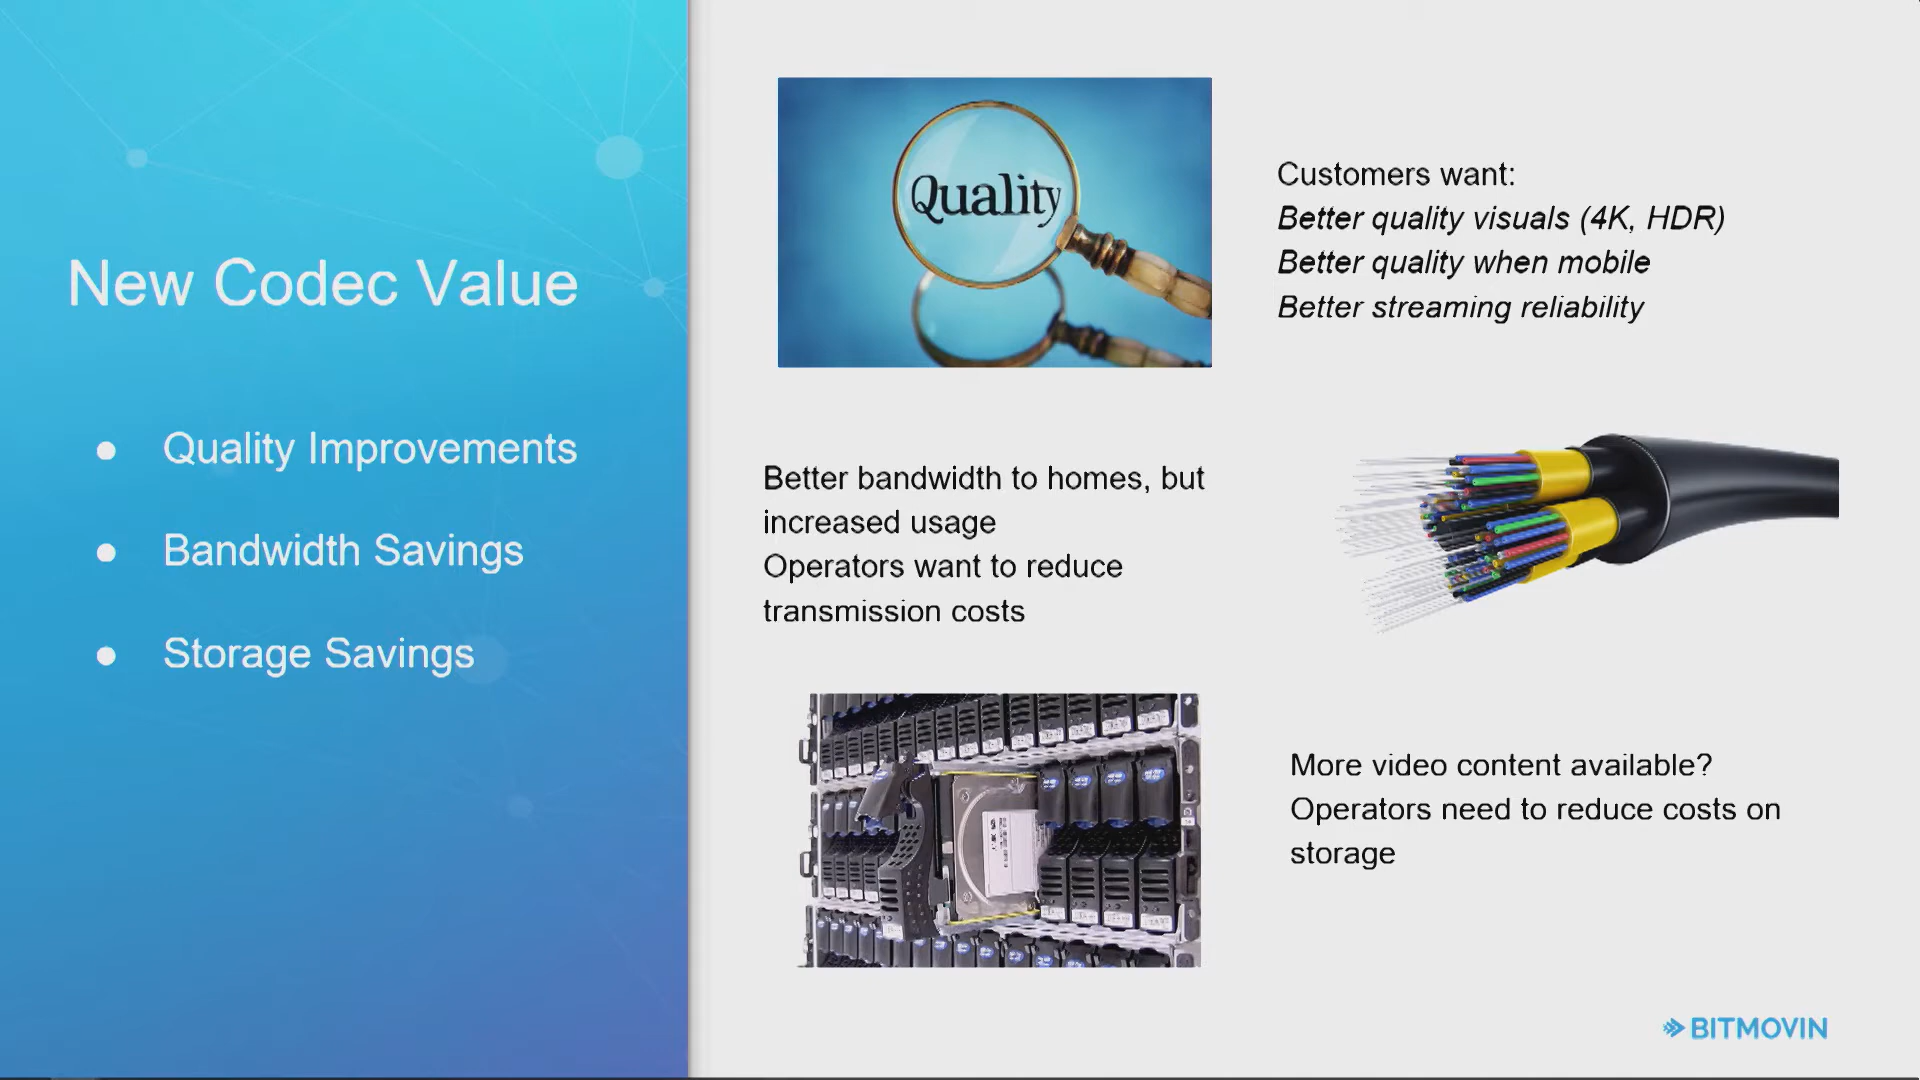 New Codec Value
● Quality Improvements
● Bandwidth Savings
● Storage Savings
Quality
Customers want:
Better quality visuals (4K, HDR)
Better quality when mobile
Better streaming reliability
Better bandwidth to homes, but
increased usage
Operators want to reduce
transmission costs
More video content available?
Operators need to reduce costs on
storage
BITMOVIN